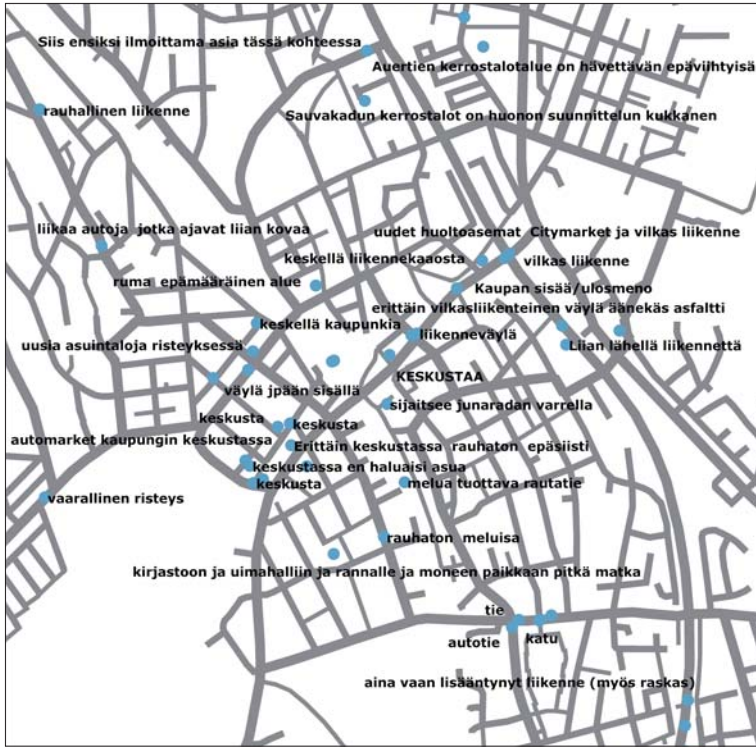 Siis ensiksi ilmoittama asia tässä kohteessa
Auertien kerrostalotalue on hävettävän epäviihtyisä
rauhallinen liikenne
Sauvakadun kerrostalot on huonon suunnittelun kukkanen
liikaa autoja jotka ajavat liian kovaa
uudet huoltoasemat Citymarket ja vilkas liikenne
keskellä liikennekaaosta
vilkas liikenne
ruma epämääräinen alue
Kaupan sisää/ulosmeno
erittäin vilkasliikenteinen väylä äänekäs asfaltti
keskellä kaupunkia
liikenneväylä
uusia asuintaloja risteyksessä
Liian lähellä liikennettä
väylä jpään sisällä
KESKUSTAA
sijaitsee junaradan varrella
keskusta
keskusta
automarket kaupungin keskustassa
Erittäin keskustassa rauhaton epäsiisti
keskustassa en haluaisi asua
keskusta
melua tuottava rautatie
vaarallinen risteys
rauhaton meluisa
kirjastoon ja uimahalliin ja rannalle ja moneen paikkaan pitkä matka
tie
autotie
katu
aina vaan lisääntynyt liikenne (myös raskas)